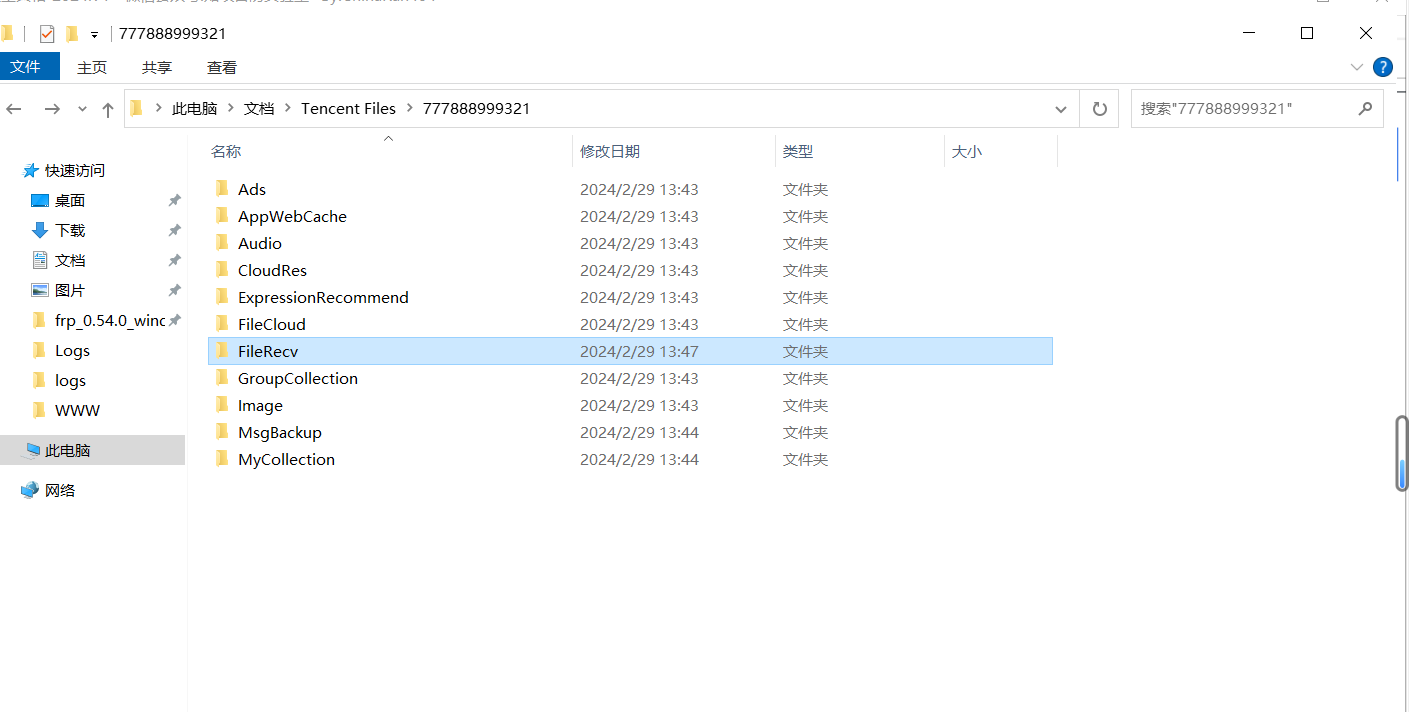 777888999321
文件 主页 共享 查看
此电脑 文档 Tencent Files 777888999321 搜索"777888999321"
名称 修改日期 类型 大小
快速访问
桌面
下载
文档
图片
frp_0.54.0_winc
Logs
logs
WWW
此电脑
网络
Ads 2024/2/29 13:43 文件夹
AppWebCache 2024/2/29 13:43 文件夹
Audio 2024/2/29 13:43 文件夹
CloudRes 2024/2/29 13:43 文件夹
ExpressionRecommend 2024/2/29 13:43 文件夹
FileCloud 2024/2/29 13:43 文件夹
FileRecv 2024/2/29 13:47 文件夹
GroupCollection 2024/2/29 13:43 文件夹
Image 2024/2/29 13:43 文件夹
MsgBackup 2024/2/29 13:44 文件夹
MyCollection 2024/2/29 13:44 文件夹